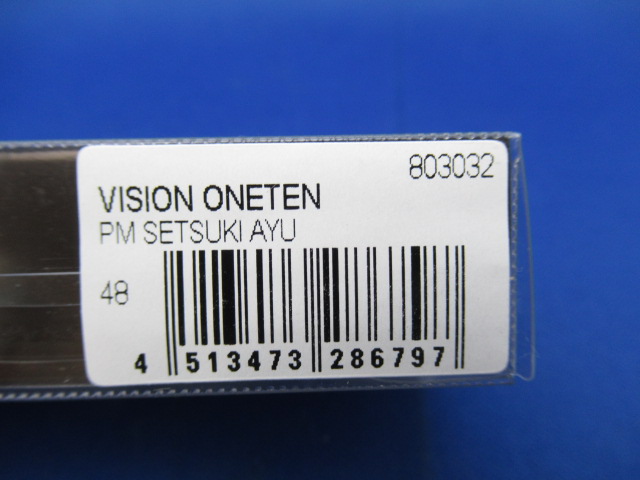 803032
VISION ONETEN
PM SETSUKI AYU
48
4 513473 286797